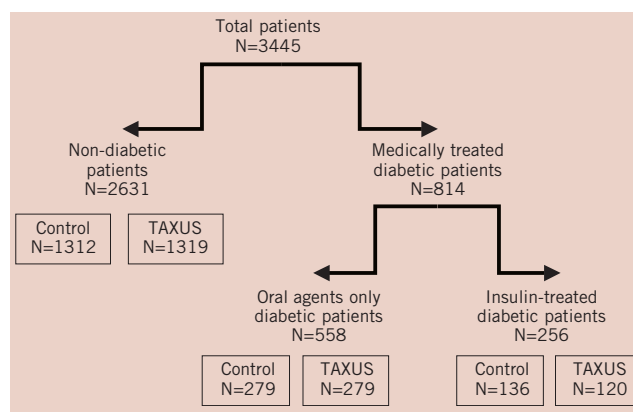 Total patients
N=3445
Non-diabetic
patients
N=2631
Medically treated
diabetic patients
N=814
Control
N=1312
TAXUS
N=1319
Oral agents only
diabetic patients
N=558
Insulin-treated
diabetic patients
N=256
Control
N=279
TAXUS
N=279
Control
N=136
TAXUS
N=120